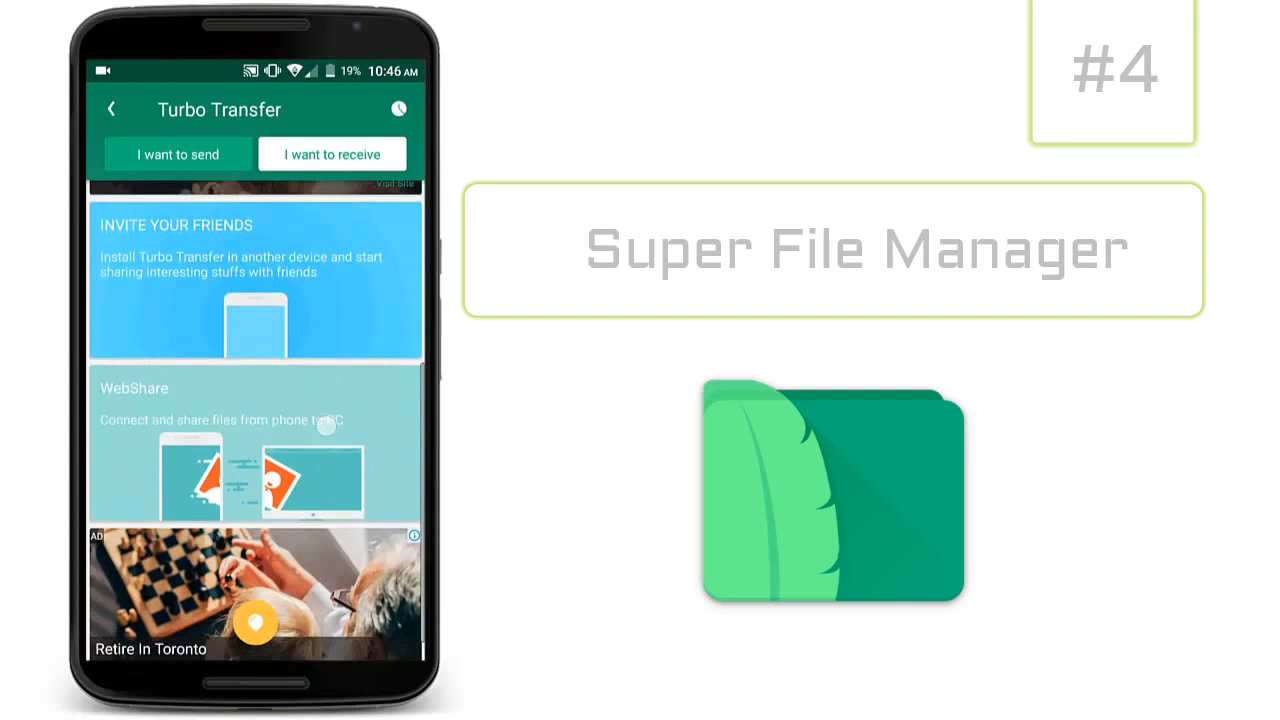 19% 10:46 AM
Turbo Transfer
I want to send
I want to receive
Visit Site
INVITE YOUR FRIENDS
Install Turbo Transfer in another device and start
sharing interesting stuffs with friends
WebShare
Connect and share files from phone to PC
AD
Retire In Toronto
#4
Super File Manager